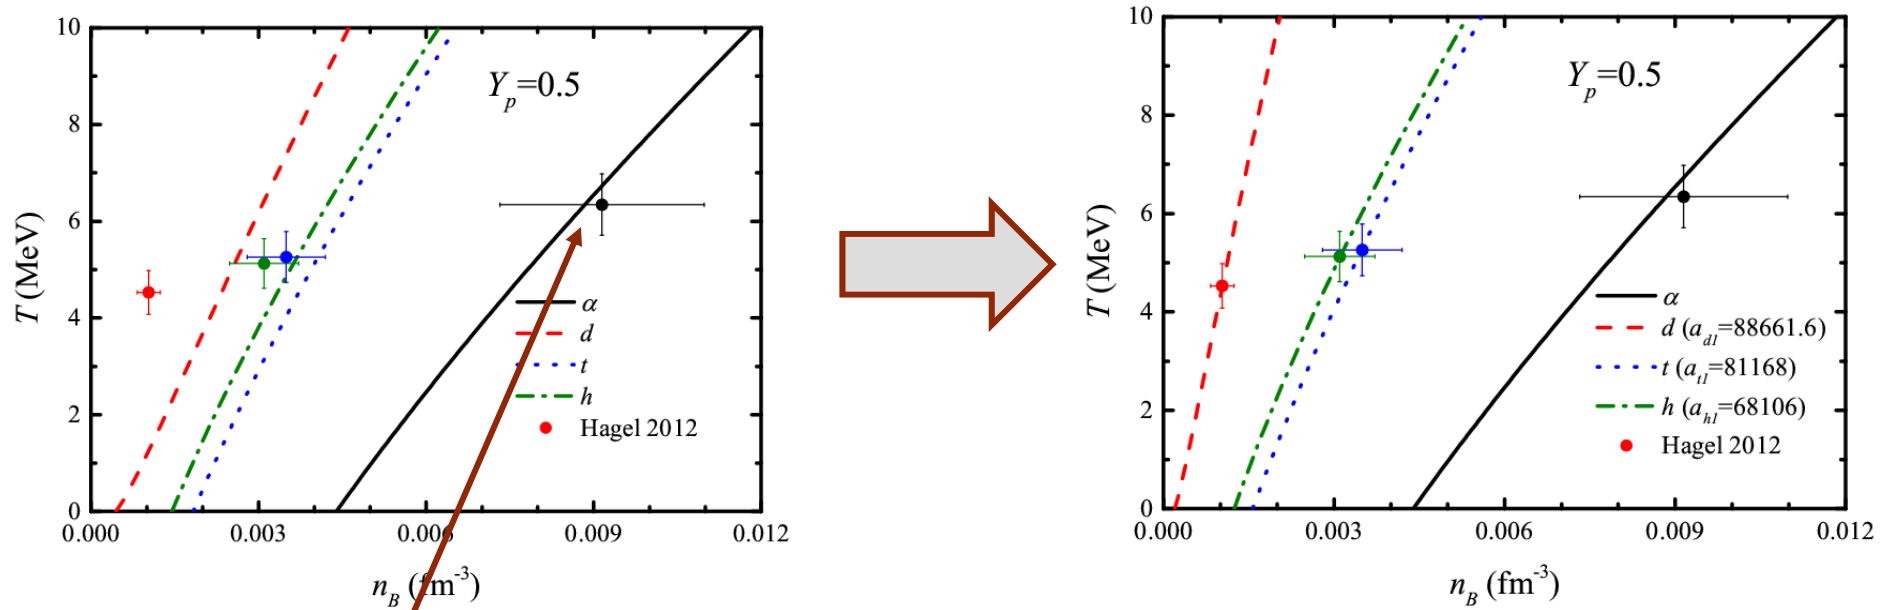 10
8
6
4
2
0
T (MeV)
Y_p=0.5
α
d
t
h
Hagel 2012
0.000
0.003
0.006
0.009
0.012
n_B (fm^-3)
10
8
6
4
2
0
T (MeV)
Y_p=0.5
α
d (a_d1=88661.6)
t (a_t1=81168)
h (a_h1=68106)
Hagel 2012
0.000
0.003
0.006
0.009
0.012
n_B (fm^-3)